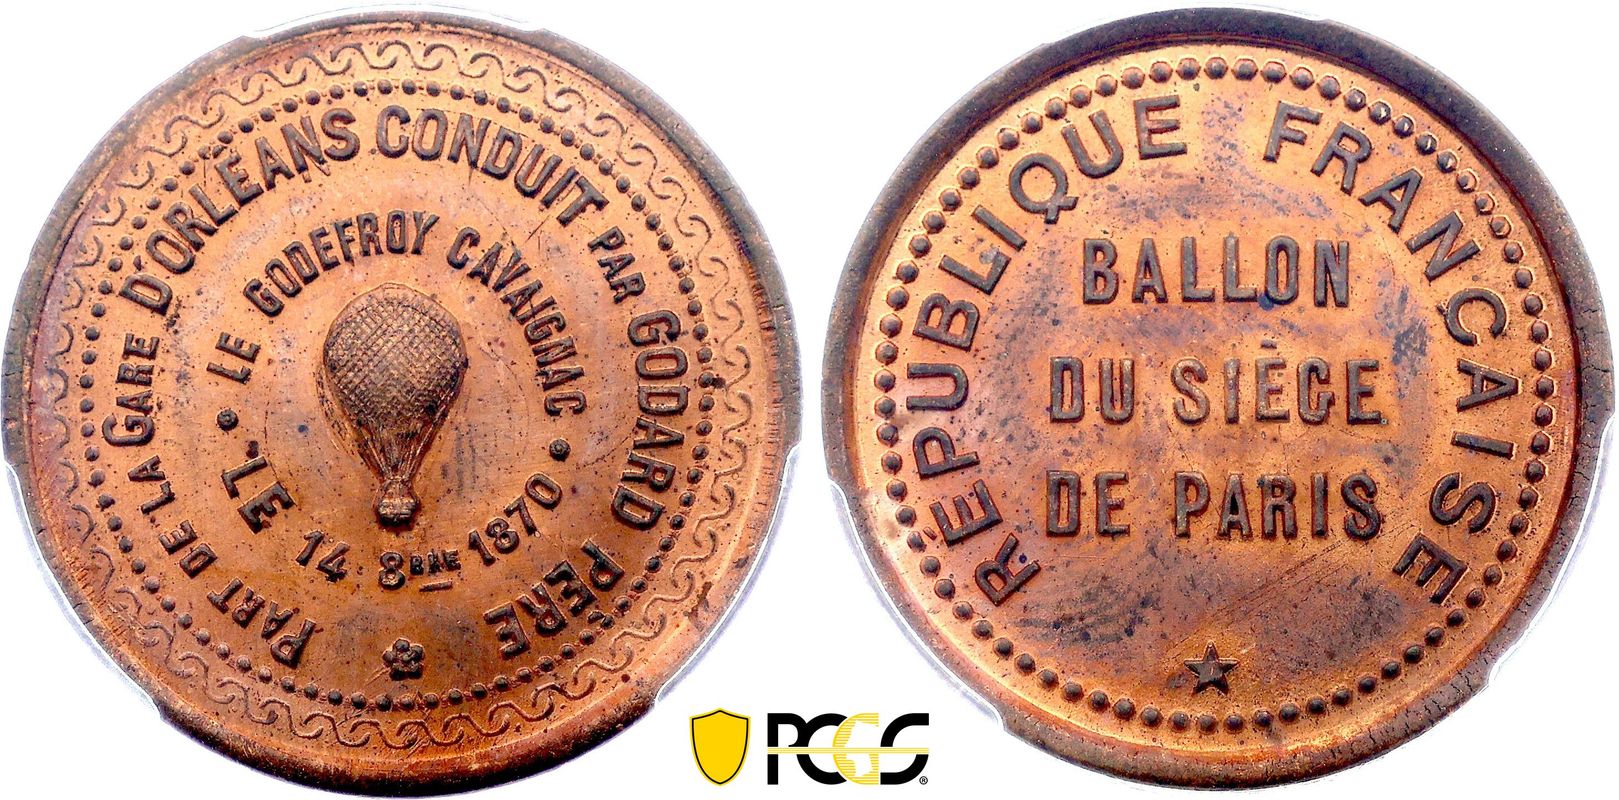 PART DE LA GARE D'ORLÉANS CONDUIT PAR GODARD PÈRE
LE GODEFROY CAVAIGNAC
LE 14 8BRE 1870
RÉPUBLIQUE FRANÇAISE
BALLON
DU SIÈGE
DE PARIS
PCGS®